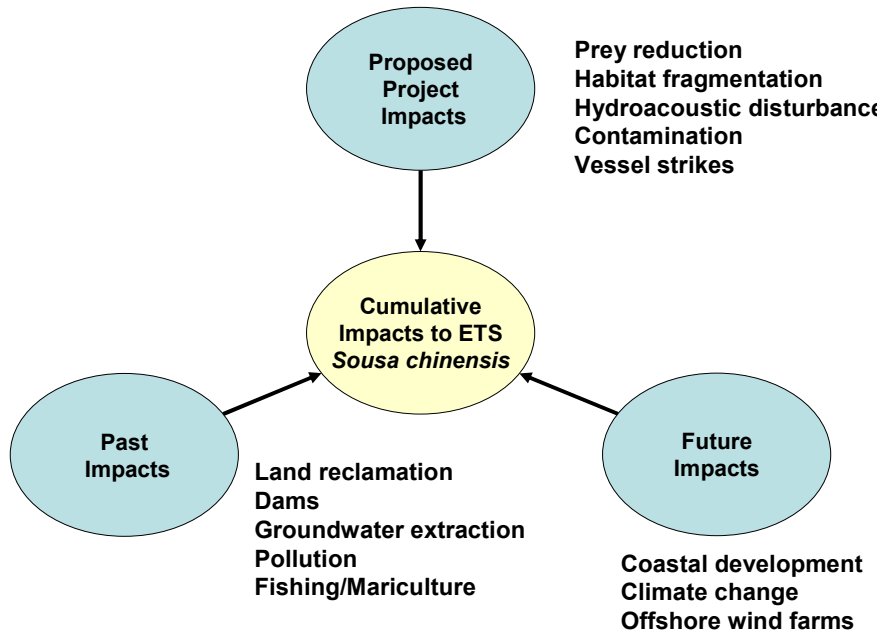 Proposed
Project
Impacts
Prey reduction
Habitat fragmentation
Hydroacoustic disturbance
Contamination
Vessel strikes
Cumulative
Impacts to ETS
Sousa chinensis
Past
Impacts
Land reclamation
Dams
Groundwater extraction
Pollution
Fishing/Mariculture
Future
Impacts
Coastal development
Climate change
Offshore wind farms